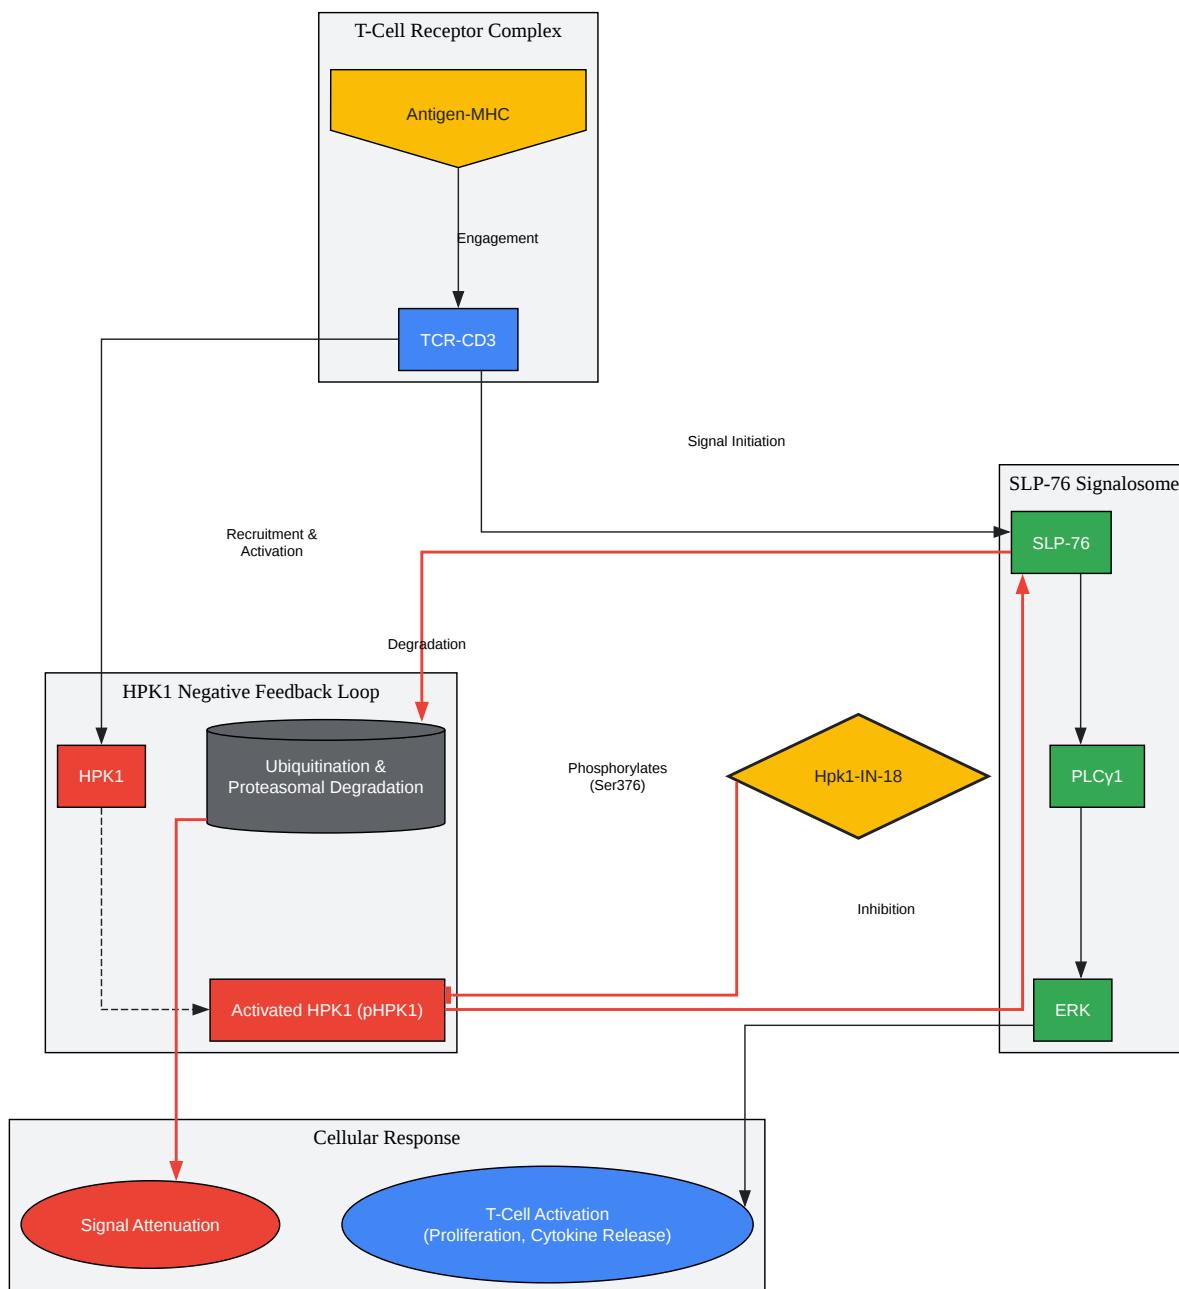 T-Cell Receptor Complex
Antigen-MHC
Engagement
TCR-CD3
Signal Initiation
SLP-76 Signalosome
Recruitment &
Activation
SLP-76
Degradation
HPK1 Negative Feedback Loop
HPK1
Ubiquitination &
Proteasomal Degradation
Phosphorylates
(Ser376)
Hpk1-IN-18
PLCγ1
Inhibition
Activated HPK1 (pHPK1)
ERK
Cellular Response
Signal Attenuation
T-Cell Activation
(Proliferation, Cytokine Release)